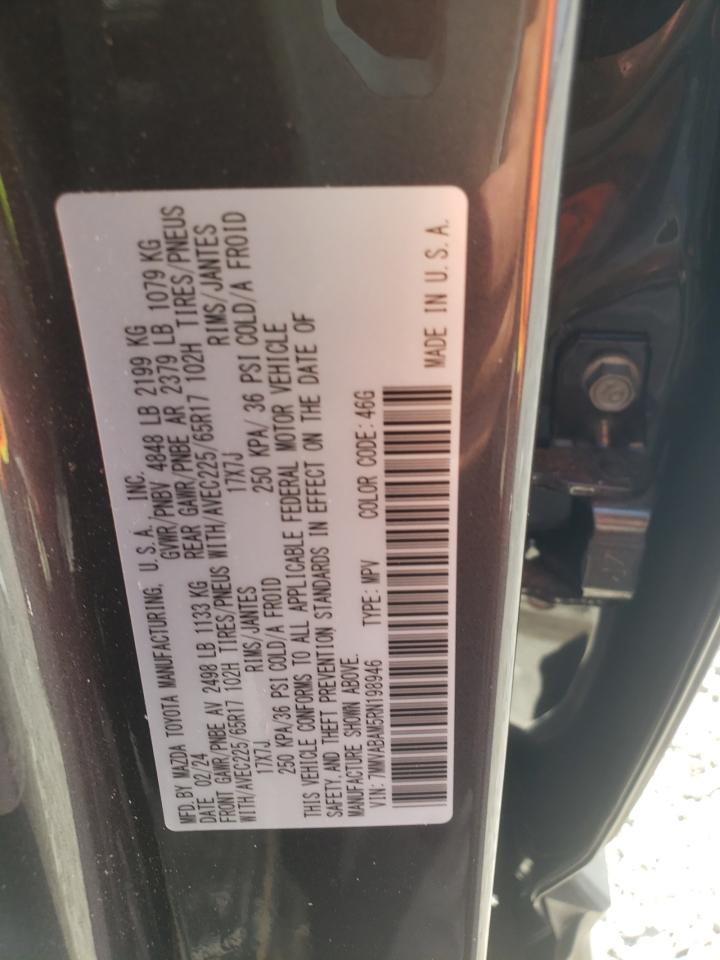 MFD. BY MAZDA TOYOTA MANUFACTURING, U.S.A. INC.
DATE 02/24 GVWR/PNBV 4848 LB 2199 KG
FRONT GAWR/PNBE AV 2498 LB 1133 KG REAR GAWR/PNBE AR 2379 LB 1079 KG
WITH/AVEC225/65R17 102H TIRES/PNEUS WITH/AVEC225/65R17 102H TIRES/PNEUS
17X7J RIMS/JANTES 17X7J RIMS/JANTES
250 KPA/36 PSI COLD/A FROID 250 KPA/ 36 PSI COLD/A FROID
THIS VEHICLE CONFORMS TO ALL APPLICABLE FEDERAL MOTOR VEHICLE
SAFETY, AND THEFT PREVENTION STANDARDS IN EFFECT ON THE DATE OF
MANUFACTURE SHOWN ABOVE.
VIN: 7MMVABAM5RN198946 TYPE: MPV COLOR CODE: 46G
MADE IN U.S.A.